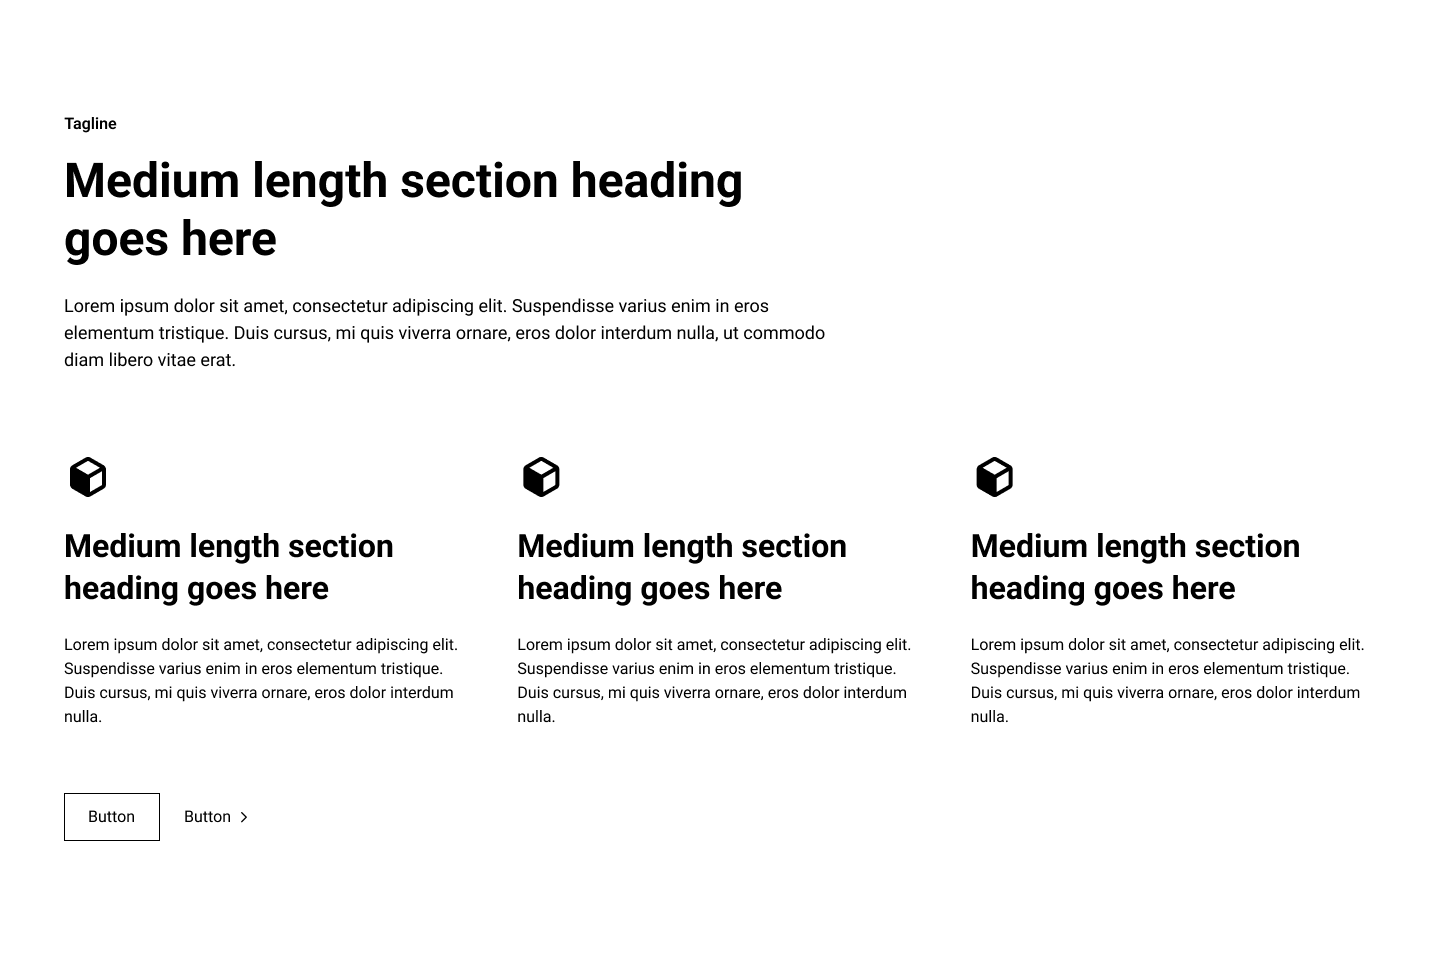 Tagline
Medium length section heading
goes here
Lorem ipsum dolor sit amet, consectetur adipiscing elit. Suspendisse varius enim in eros
elementum tristique. Duis cursus, mi quis viverra ornare, eros dolor interdum nulla, ut commodo
diam libero vitae erat.
Medium length section
heading goes here
Lorem ipsum dolor sit amet, consectetur adipiscing elit.
Suspendisse varius enim in eros elementum tristique.
Duis cursus, mi quis viverra ornare, eros dolor interdum
nulla.
Medium length section
heading goes here
Lorem ipsum dolor sit amet, consectetur adipiscing elit.
Suspendisse varius enim in eros elementum tristique.
Duis cursus, mi quis viverra ornare, eros dolor interdum
nulla.
Medium length section
heading goes here
Lorem ipsum dolor sit amet, consectetur adipiscing elit.
Suspendisse varius enim in eros elementum tristique.
Duis cursus, mi quis viverra ornare, eros dolor interdum
nulla.
Button
Button